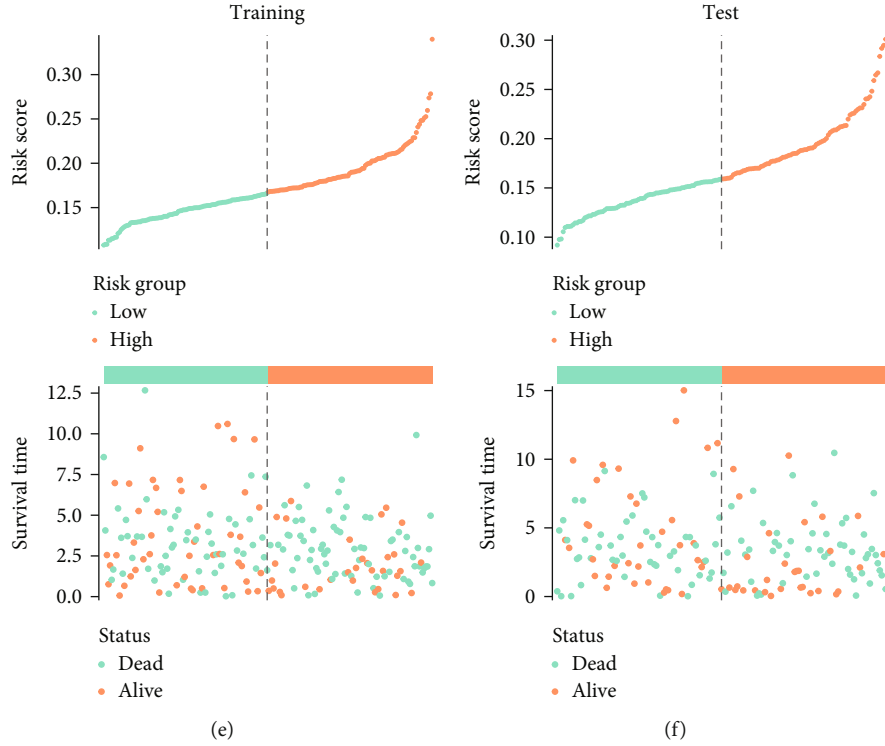 Training
Risk score
0.30
0.25
0.20
0.15
Risk group
Low
High
Survival time
12.5
10.0
7.5
5.0
2.5
0.0
Status
Dead
Alive
(e)
Test
Risk score
0.30
0.25
0.20
0.15
0.10
Risk group
Low
High
Survival time
15
10
5
0
Status
Dead
Alive
(f)